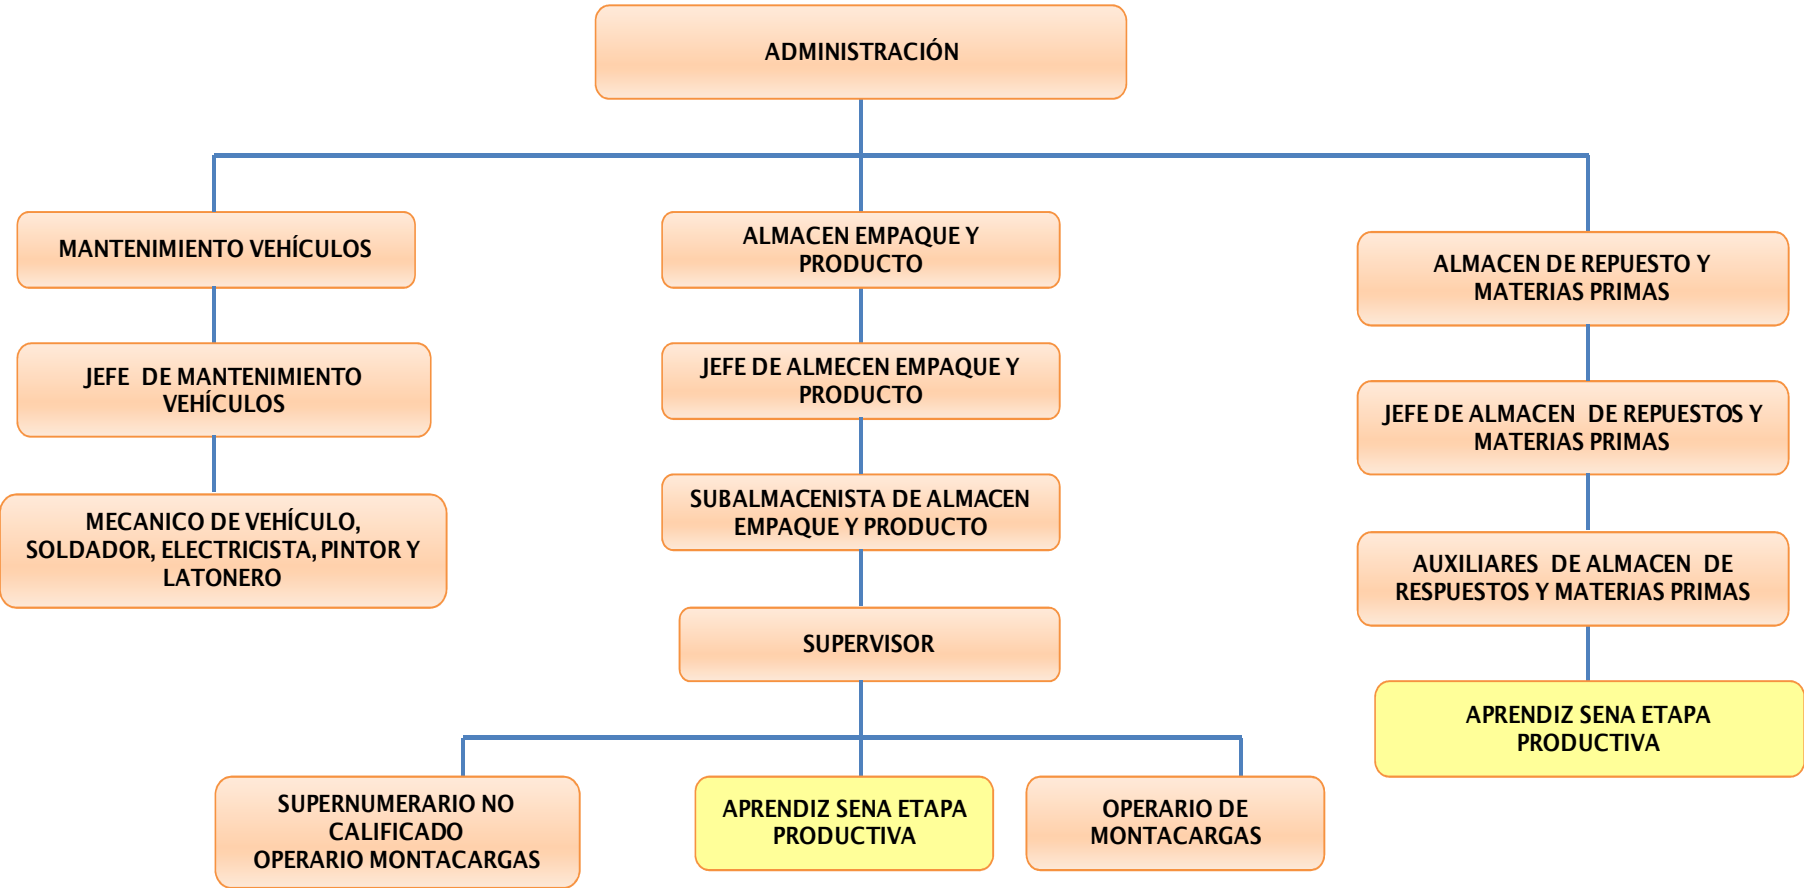 ADMINISTRACIÓN
MANTENIMIENTO VEHÍCULOS
JEFE DE MANTENIMIENTO
VEHÍCULOS
MECANICO DE VEHÍCULO,
SOLDADOR, ELECTRICISTA, PINTOR Y
LATONERO
ALMACEN EMPAQUE Y
PRODUCTO
JEFE DE ALMECEN EMPAQUE Y
PRODUCTO
SUBALMACENISTA DE ALMACEN
EMPAQUE Y PRODUCTO
SUPERVISOR
SUPERNUMERARIO NO
CALIFICADO
OPERARIO MONTACARGAS
APRENDIZ SENA ETAPA
PRODUCTIVA
OPERARIO DE
MONTACARGAS
ALMACEN DE REPUESTO Y
MATERIAS PRIMAS
JEFE DE ALMACEN DE REPUESTOS Y
MATERIAS PRIMAS
AUXILIARES DE ALMACEN DE
RESPUESTOS Y MATERIAS PRIMAS
APRENDIZ SENA ETAPA
PRODUCTIVA